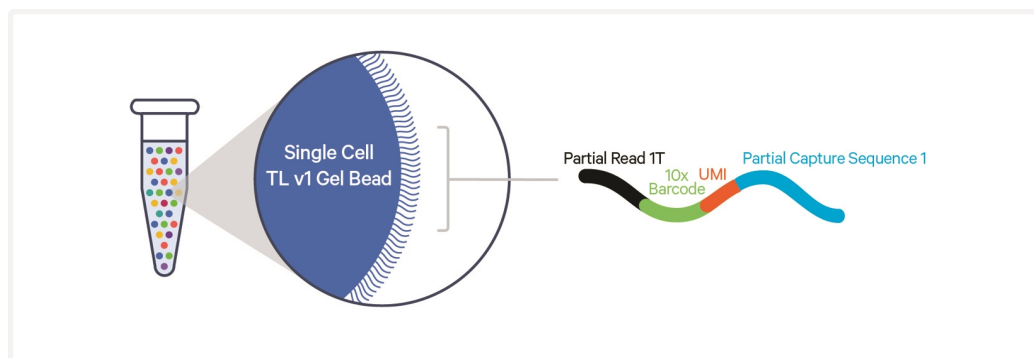 Single Cell
TL v1 Gel Bead
Partial Read 1T
10x
Barcode
UMI
Partial Capture Sequence 1